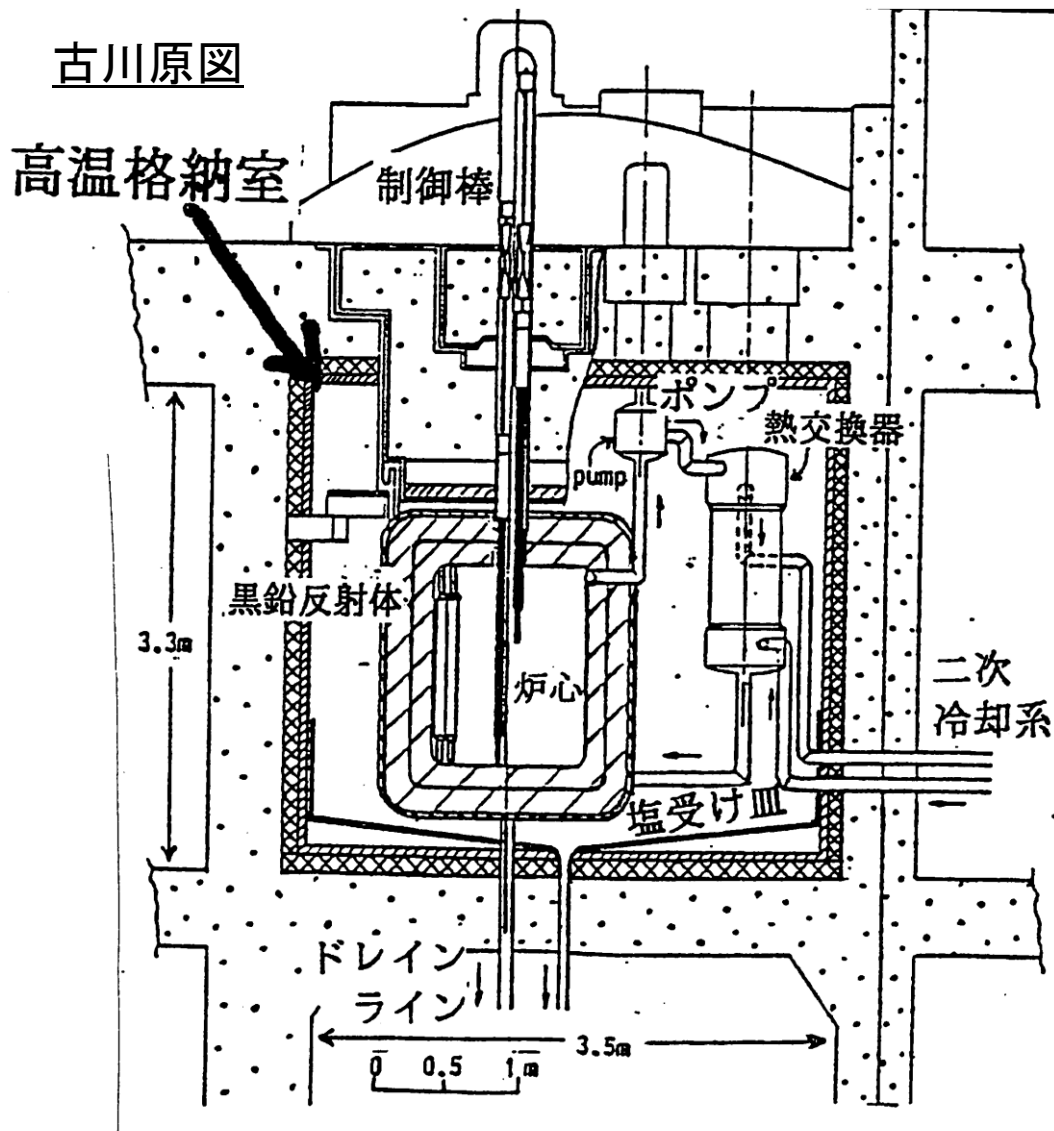 古川原図
高温格納室
制御棒
ポンプ
熱交換器
pump
黒鉛反射体
3.3m
炉心
二次
冷却系
塩受け
ドレイン
ライン
3.5m
0 0.5 1m